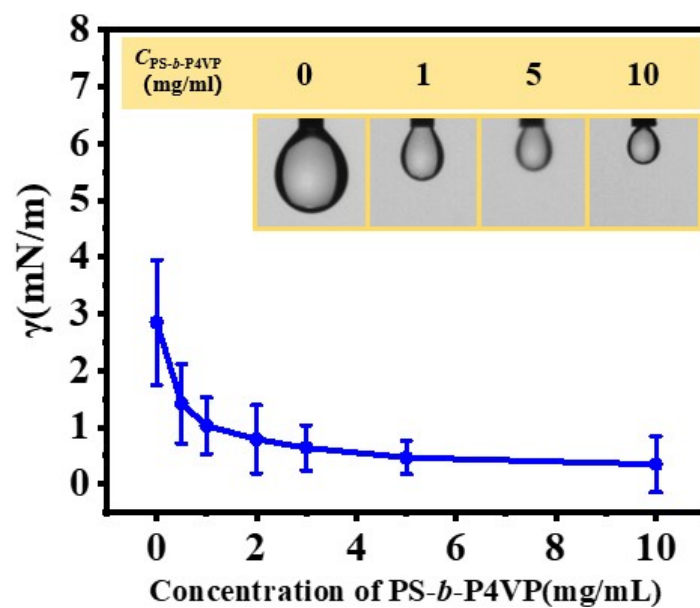 8
7
6
5
4
3
2
1
0
γ(mN/m)
C PS-b-P4VP 0 1 5 10
(mg/ml)
0 2 4 6 8 10
Concentration of PS-b-P4VP(mg/mL)